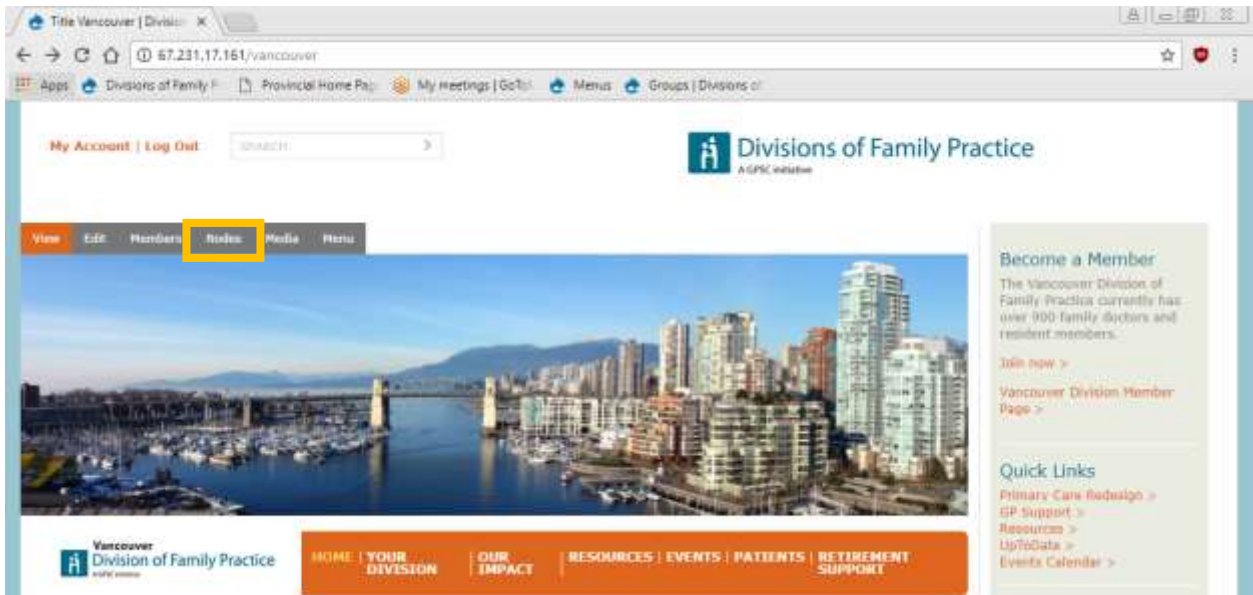 Title Vancouver | Division
67.231.17.161/vancouver
Apps Divisions of Family P Provincial Home Pag My meetings | GoTo Menus Groups | Divisions of
My Account | Log Out SEARCH
Divisions of Family Practice
A GPSC initiative
View Edit Members Nodes Media Menu
Become a Member
The Vancouver Division of
Family Practice currently has
over 900 family doctors and
resident members.
Join now >
Vancouver Division Member
Page >
Quick Links
Primary Care Redesign >
GP Support >
Resources >
UpToDate >
Events Calendar >
Vancouver
Division of Family Practice
A GPSC initiative
HOME | YOUR DIVISION | OUR IMPACT | RESOURCES | EVENTS | PATIENTS | RETIREMENT SUPPORT